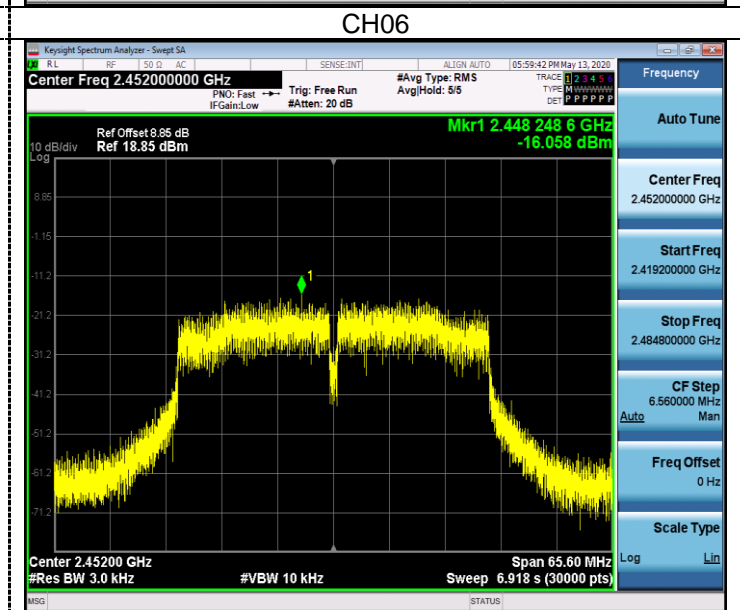 CH06
Keysight Spectrum Analyzer - Swept SA
LXI RL RF 50 Ω AC SENSE:INT ALIGN AUTO 05:59:42 PM May 13, 2020
Center Freq 2.452000000 GHz
PNO: Fast
IFGain:Low
Trig: Free Run
#Atten: 20 dB
#Avg Type: RMS
Avg|Hold: 5/5
TRACE 1 2 3 4 5 6
TYPE M WWWWW
DET P P P P P P
Frequency
Auto Tune
Center Freq
2.452000000 GHz
Start Freq
2.419200000 GHz
Stop Freq
2.484800000 GHz
CF Step
6.560000 MHz
Auto Man
Freq Offset
0 Hz
Scale Type
Log Lin
Ref Offset 8.85 dB
10 dB/div Ref 18.85 dBm
Log
Mkr1 2.448 248 6 GHz
-16.058 dBm
8.85
-1.15
-11.2
1
-21.2
-31.2
-41.2
-51.2
-61.2
-71.2
Center 2.45200 GHz Span 65.60 MHz
#Res BW 3.0 kHz #VBW 10 kHz Sweep 6.918 s (30000 pts)
MSG STATUS